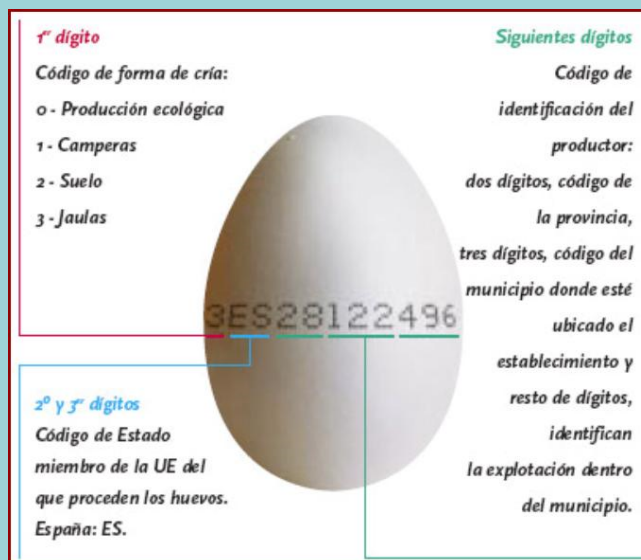 1er dígito
Código de forma de cría:
0 - Producción ecológica
1 - Camperas
2 - Suelo
3 - Jaulas
Siguientes dígitos
Código de
identificación del
productor:
dos dígitos, código de
la provincia,
tres dígitos, código del
municipio donde esté
ubicado el
establecimiento y
resto de dígitos,
identifican
la explotación dentro
del municipio.
3ES28122496
2º y 3er dígitos
Código de Estado
miembro de la UE del
que proceden los huevos.
España: ES.